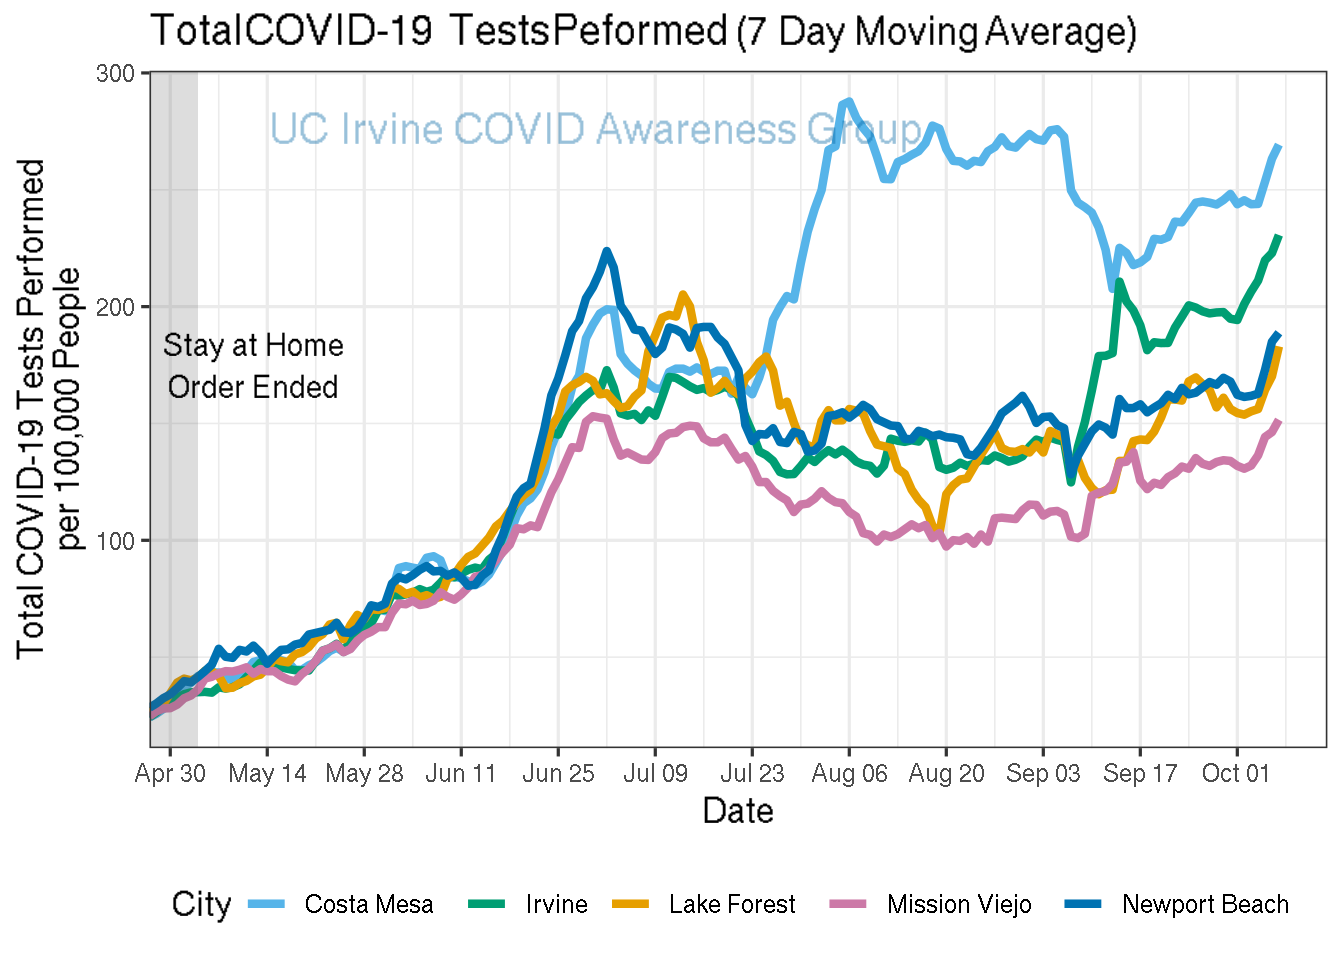 TotalCOVID-19 TestsPeformed (7 Day Moving Average)
UC Irvine COVID Awareness Group
Stay at Home
Order Ended
Total COVID-19 Tests Performed
per 100,000 People
300
200
100
Apr 30 May 14 May 28 Jun 11 Jun 25 Jul 09 Jul 23 Aug 06 Aug 20 Sep 03 Sep 17 Oct 01
Date
City Costa Mesa Irvine Lake Forest Mission Viejo Newport Beach